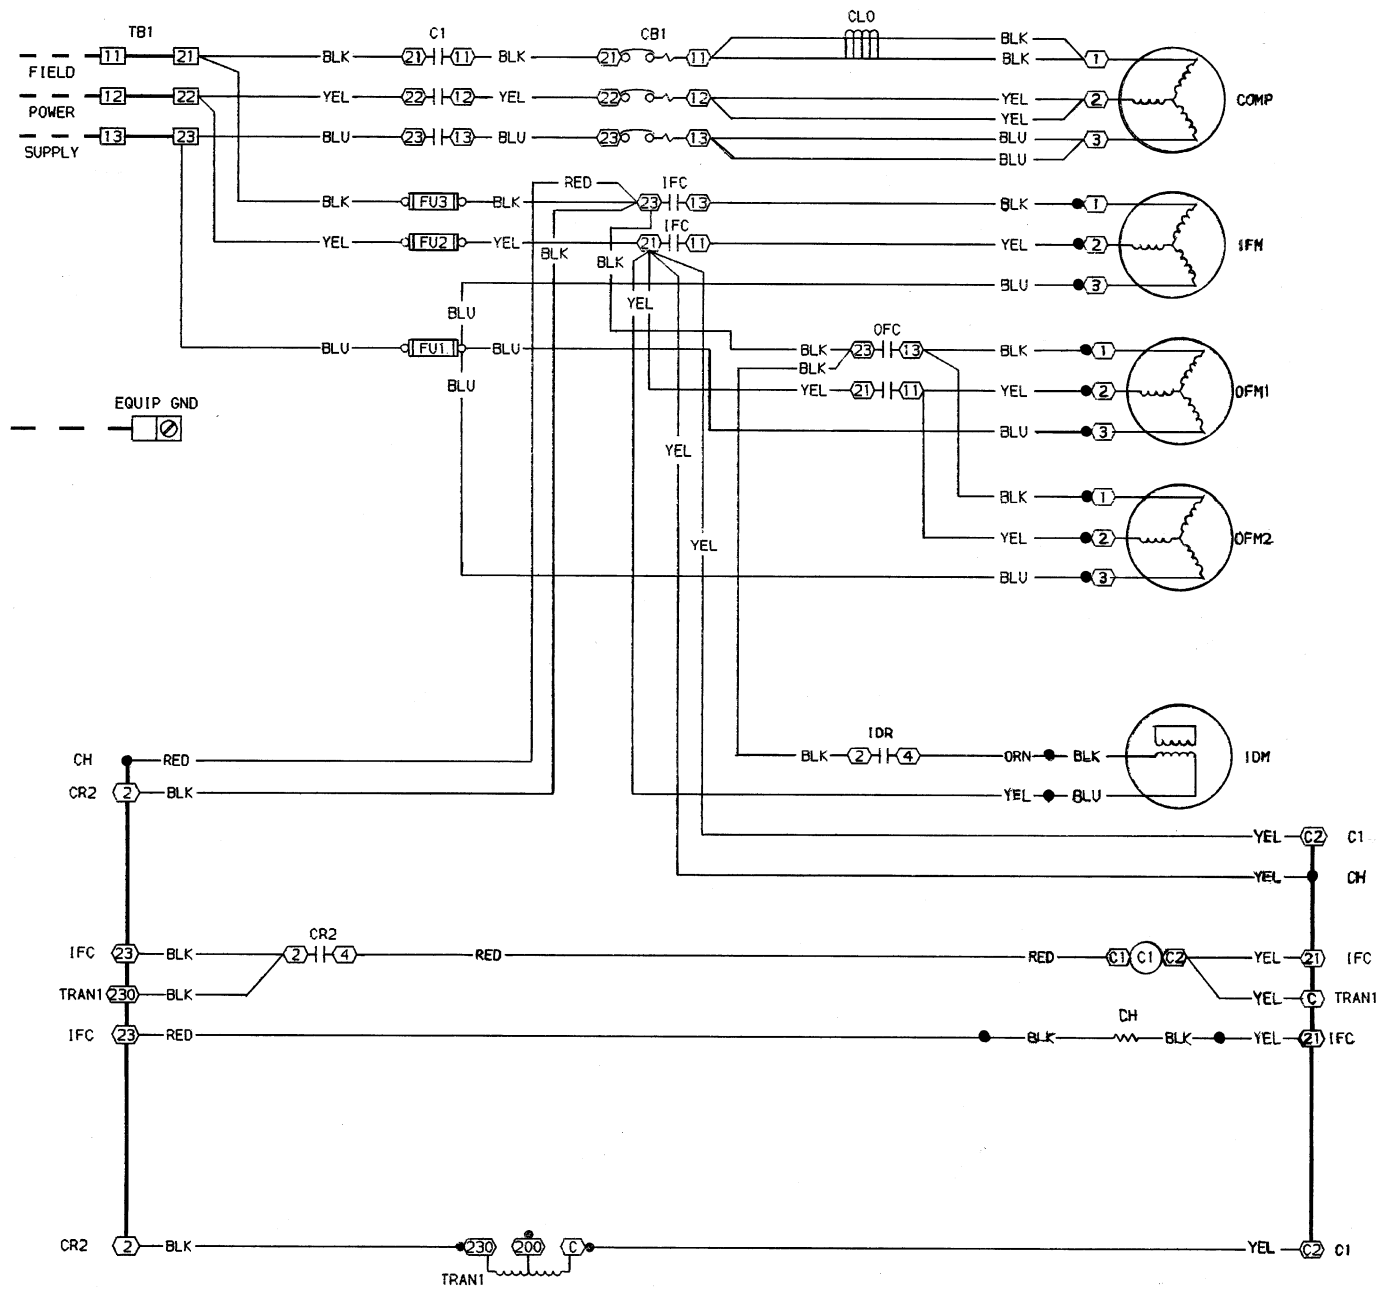 CLO
TB1 C1 CB1
11 21 BLK 21 11 BLK 21 11 BLK
BLK 1
FIELD
12 22 YEL 22 12 YEL 22 12 YEL 2 COMP
POWER
YEL
13 23 BLU 23 13 BLU 23 13 BLU 3
SUPPLY
BLU
RED IFC
BLK FU3 BLK 23 13 BLK 1
IFC
YEL FU2 YEL 21 11 YEL 2 IFM
BLK BLK
BLU 3
YEL
BLU
OFC
BLU FU1 BLU BLK 23 13 BLK 1
BLK
BLU
YEL 21 11 YEL 2 OFM1
EQUIP GND
BLU 3
YEL
BLK 1
YEL
YEL 2 OFM2
BLU 3
IDR
BLK 2 4 ORN BLK IDM
CH RED
CR2 2 BLK
YEL BLU
YEL C2 C1
YEL CH
CR2
IFC 23 BLK 2 4 RED RED C1 C1 C2 YEL 21 IFC
TRAN1 230 BLK YEL C TRAN1
CH
IFC 23 RED BLK BLK YEL 21 IFC
CR2 2 BLK 230 200 C YEL C2 C1
TRAN1